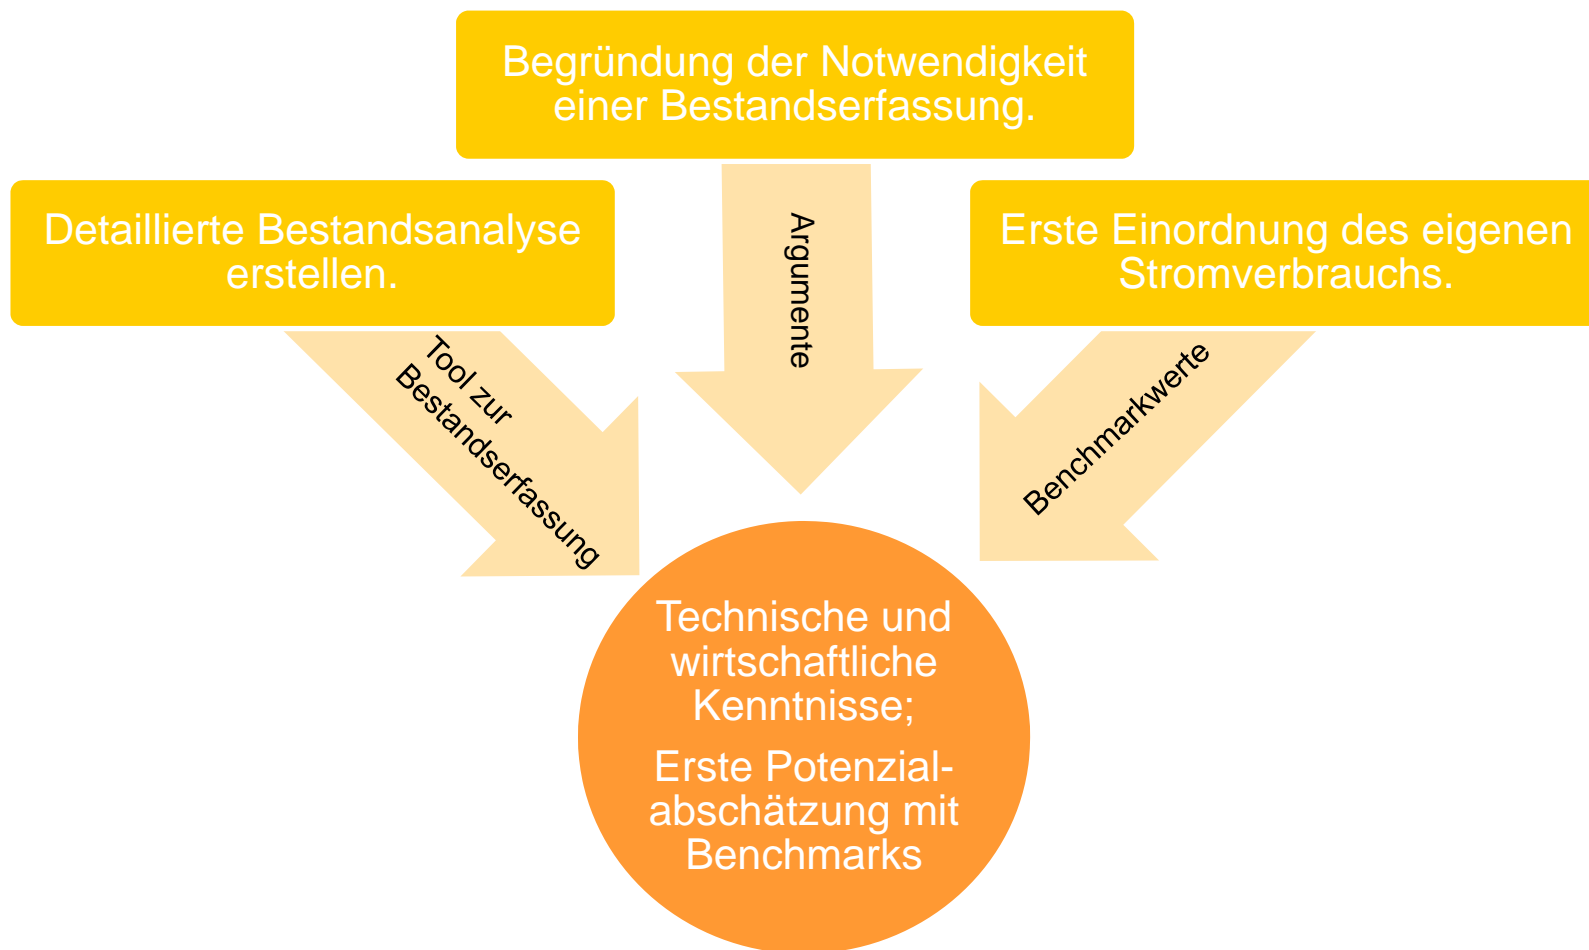 Begründung der Notwendigkeit
einer Bestandserfassung.
Detaillierte Bestandsanalyse
erstellen.
Erste Einordnung des eigenen
Stromverbrauchs.
Tool zur
Bestandserfassung
Argumente
Benchmarkwerte
Technische und
wirtschaftliche
Kenntnisse;
Erste Potenzial-
abschätzung mit
Benchmarks